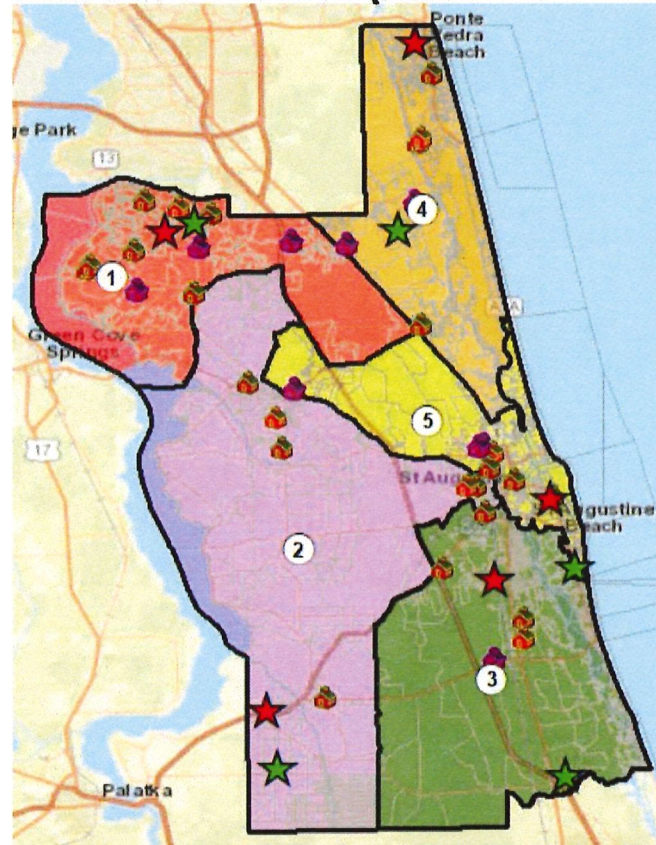 Ponte
Vedra
Beach
ge Park
13
4
1
A1A
Green Cove
Springs
5
17
St Augu
Augustine
Beach
2
3
Palatka